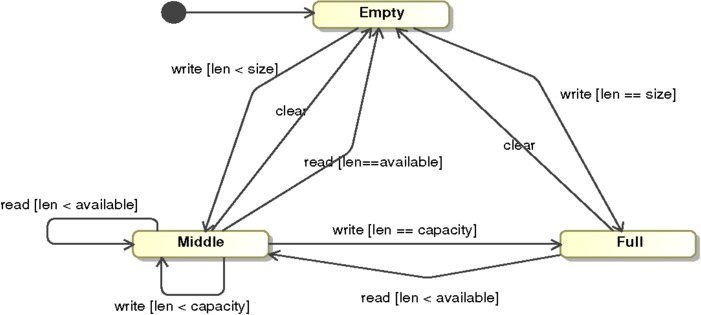 Empty
write [len < size]
write [len == size]
clear
clear
read [len==available]
read [len < available]
write [len == capacity]
Middle
Full
read [len < available]
write [len < capacity]